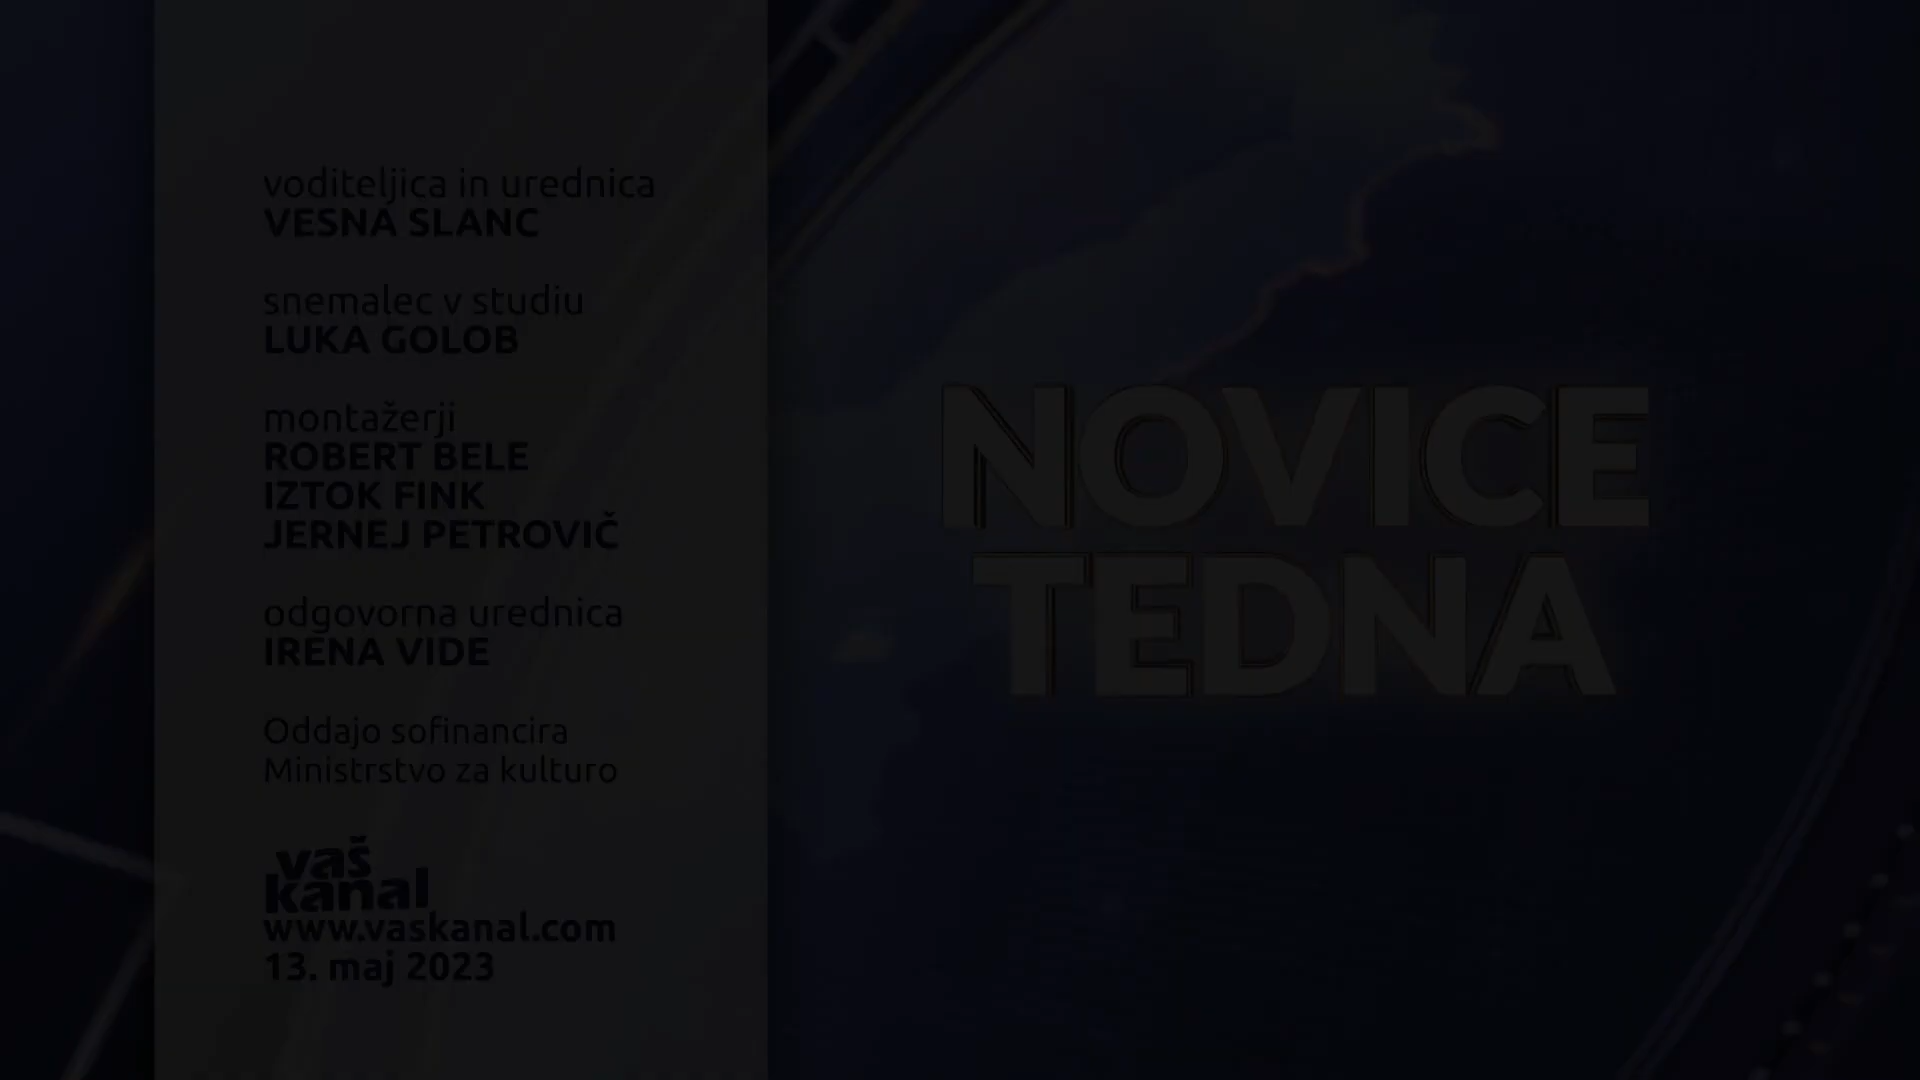 voditeljica in urednica
VESNA SLANC
snemalec v studiu
LUKA GOLOB
montažerji
ROBERT BELE
IZTOK FINK
JERNEJ PETROVIČ
odgovorna urednica
IRENA VIDE
Oddajo sofinancira
Ministrstvo za kulturo
vaš
kanal
www.vaskanal.com
13. maj 2023
NOVICE
TEDNA